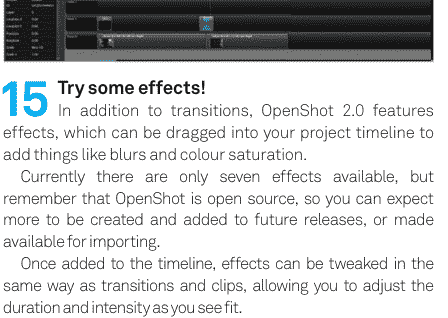 15 Try some effects!
In addition to transitions, OpenShot 2.0 features
effects, which can be dragged into your project timeline to
add things like blurs and colour saturation.
Currently there are only seven effects available, but
remember that OpenShot is open source, so you can expect
more to be created and added to future releases, or made
available for importing.
Once added to the timeline, effects can be tweaked in the
same way as transitions and clips, allowing you to adjust the
duration and intensity as you see fit.